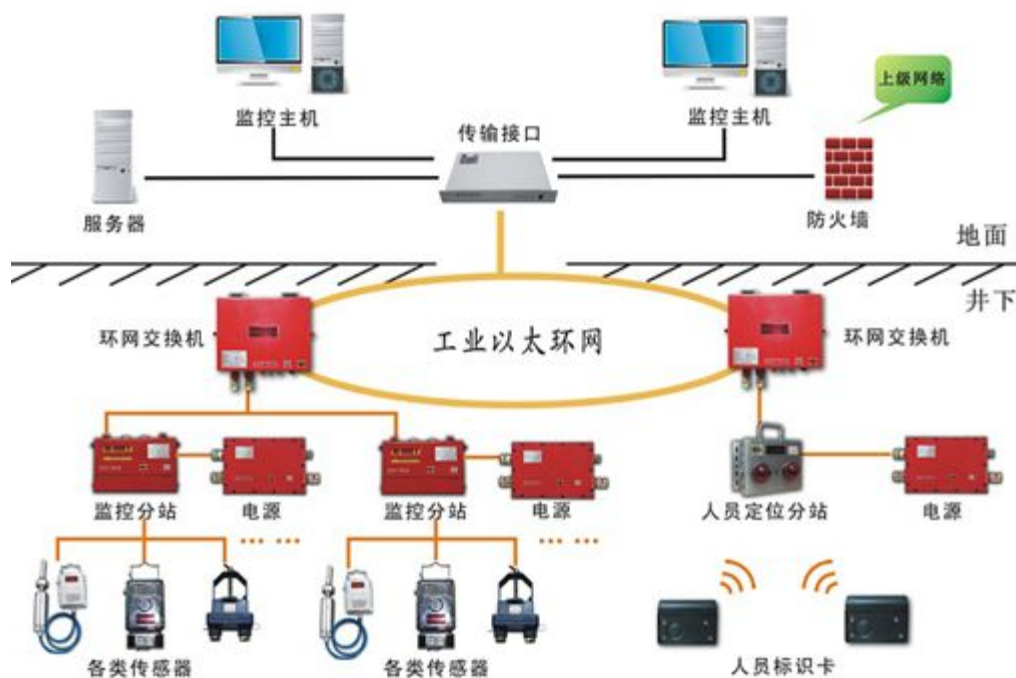 监控主机
监控主机
上级网络
传输接口
服务器
防火墙
地面
井下
环网交换机
工业以太环网
环网交换机
监控分站
电源
监控分站
电源
人员定位分站
电源
各类传感器
各类传感器
人员标识卡